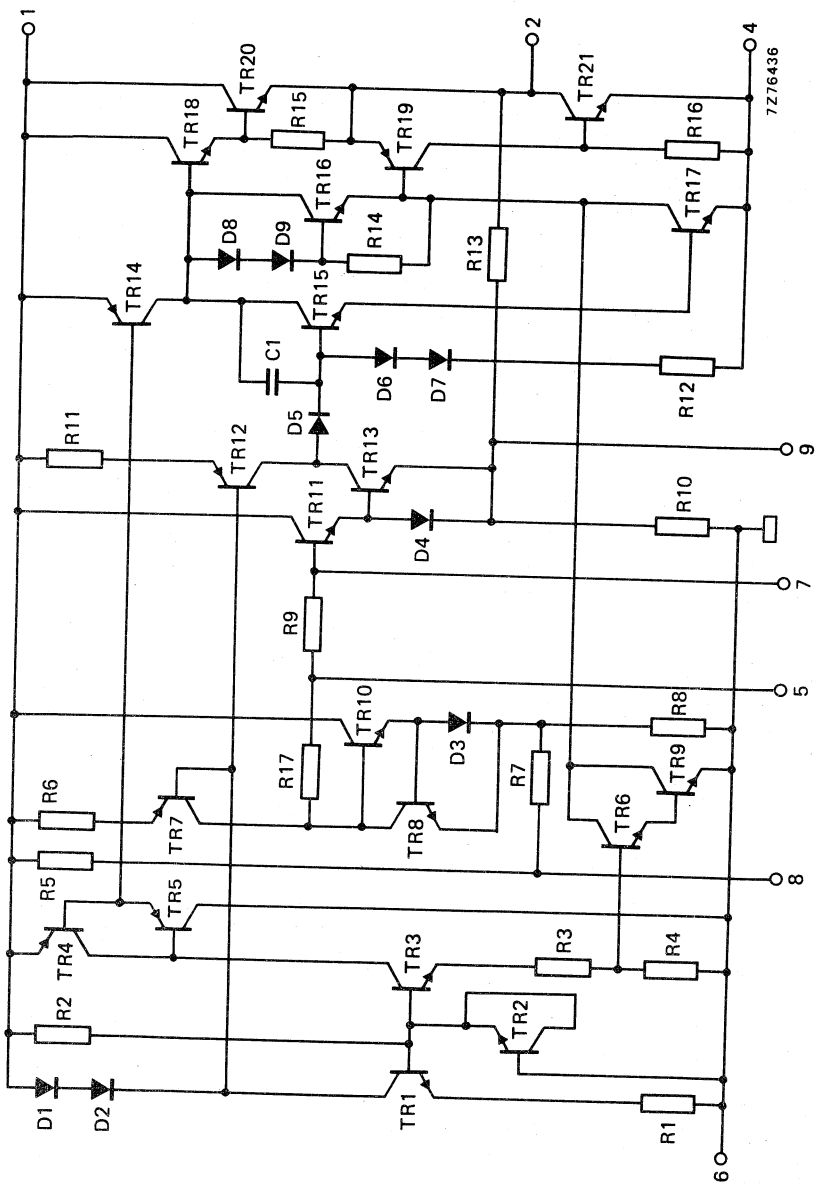 1
TR20
2
TR21
4
7Z76436
TR18
R15
TR19
R16
TR16
D8
D9
R14
R13
TR17
TR14
TR15
C1
D6
D7
R12
R11
TR12
D5
TR13
9
TR11
D4
R10
R9
7
5
R17
TR10
D3
R8
R6
TR7
TR8
R7
TR9
TR6
R5
8
TR4
TR5
TR3
R3
R4
R2
TR2
D1
D2
TR1
R1
6